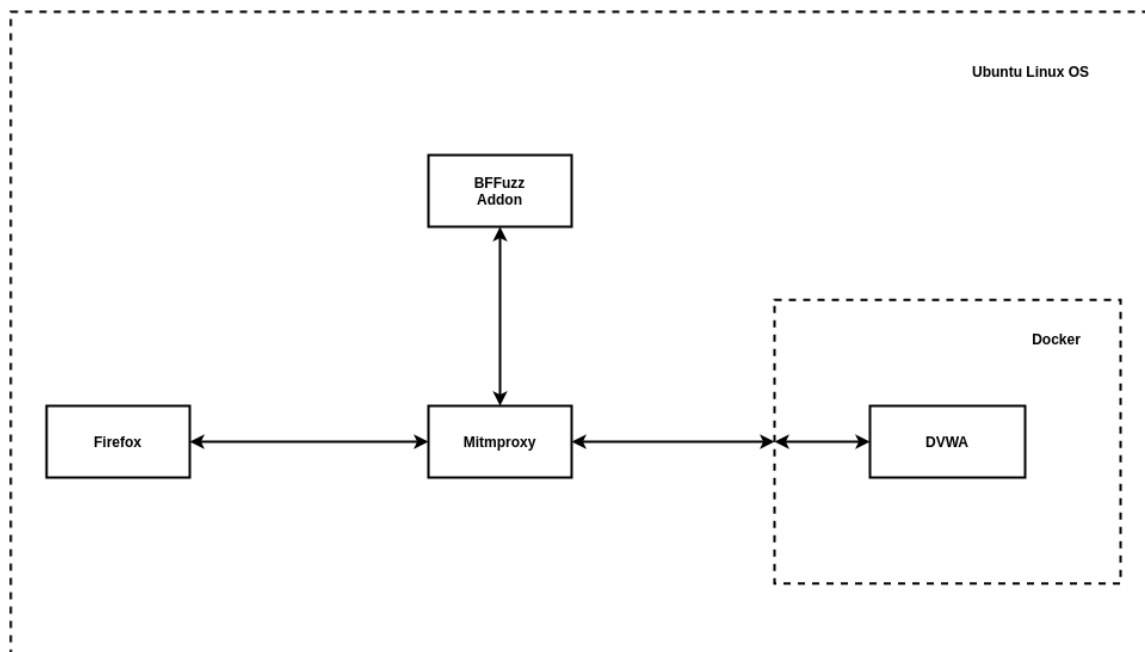 Ubuntu Linux OS
BFFuzz
Addon
Docker
Firefox
Mitmproxy
DVWA